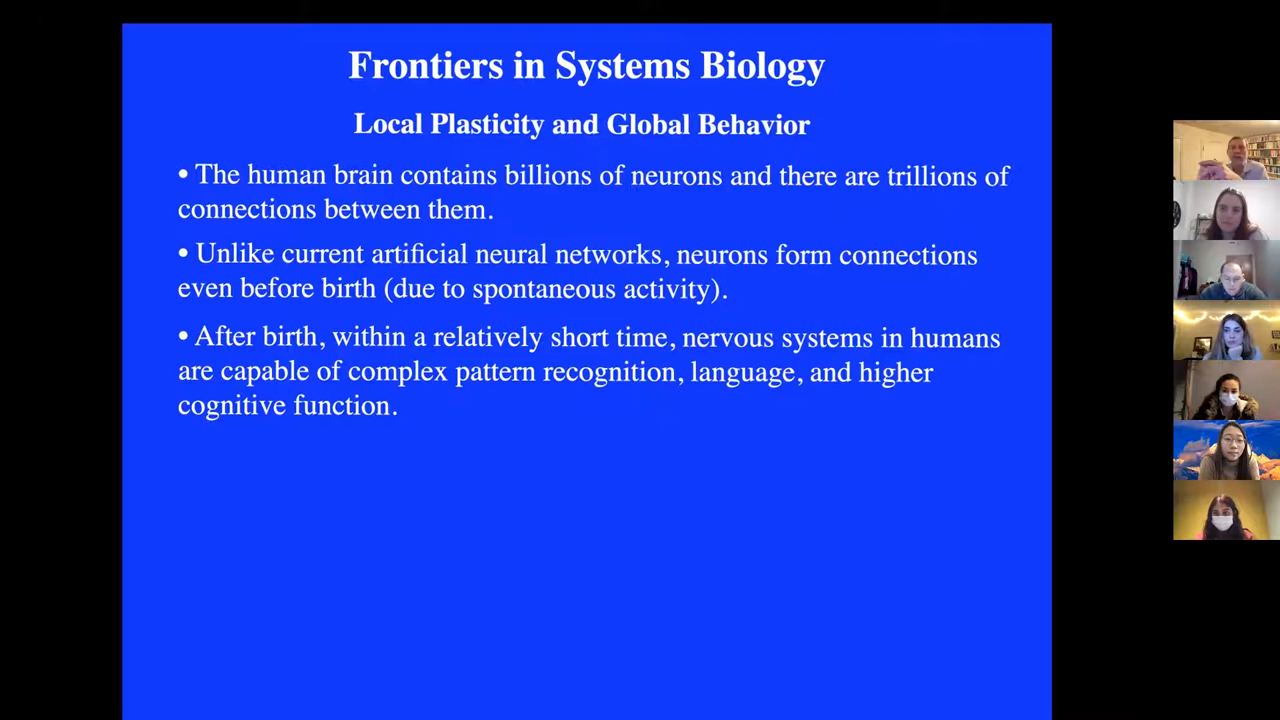 Frontiers in Systems Biology
Local Plasticity and Global Behavior
• The human brain contains billions of neurons and there are trillions of
connections between them.
• Unlike current artificial neural networks, neurons form connections
even before birth (due to spontaneous activity).
• After birth, within a relatively short time, nervous systems in humans
are capable of complex pattern recognition, language, and higher
cognitive function.